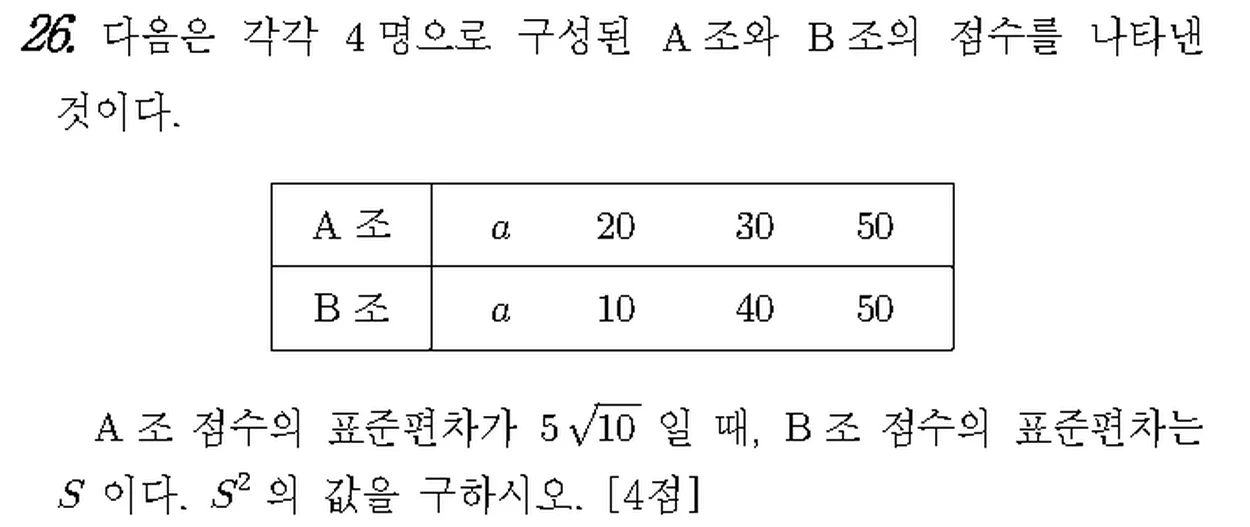 26. 다음은 각각 4명으로 구성된 A조와 B조의 점수를 나타낸
것이다.
A 조 a 20 30 50
B 조 a 10 40 50
A 조 점수의 표준편차가 5√10 일 때, B조 점수의 표준편차는
S 이다. S² 의 값을 구하시오. [4점]